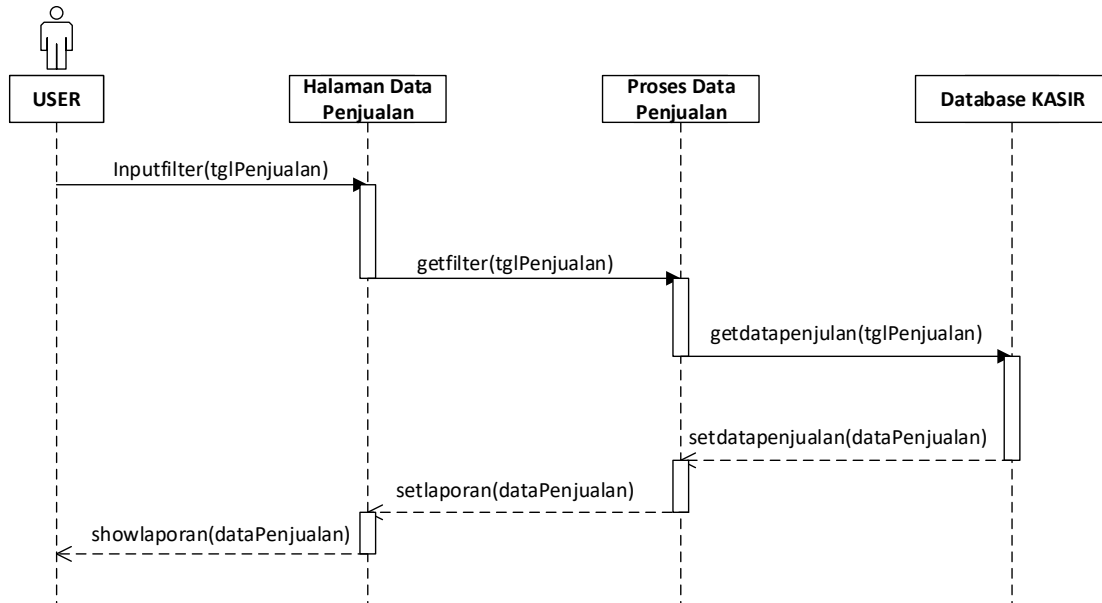 USER
Halaman Data
Penjualan
Proses Data
Penjualan
Database KASIR
Inputfilter(tglPenjualan)
getfilter(tglPenjualan)
getdatapenjulan(tglPenjualan)
setdatapenjualan(dataPenjualan)
setlaporan(dataPenjualan)
showlaporan(dataPenjualan)